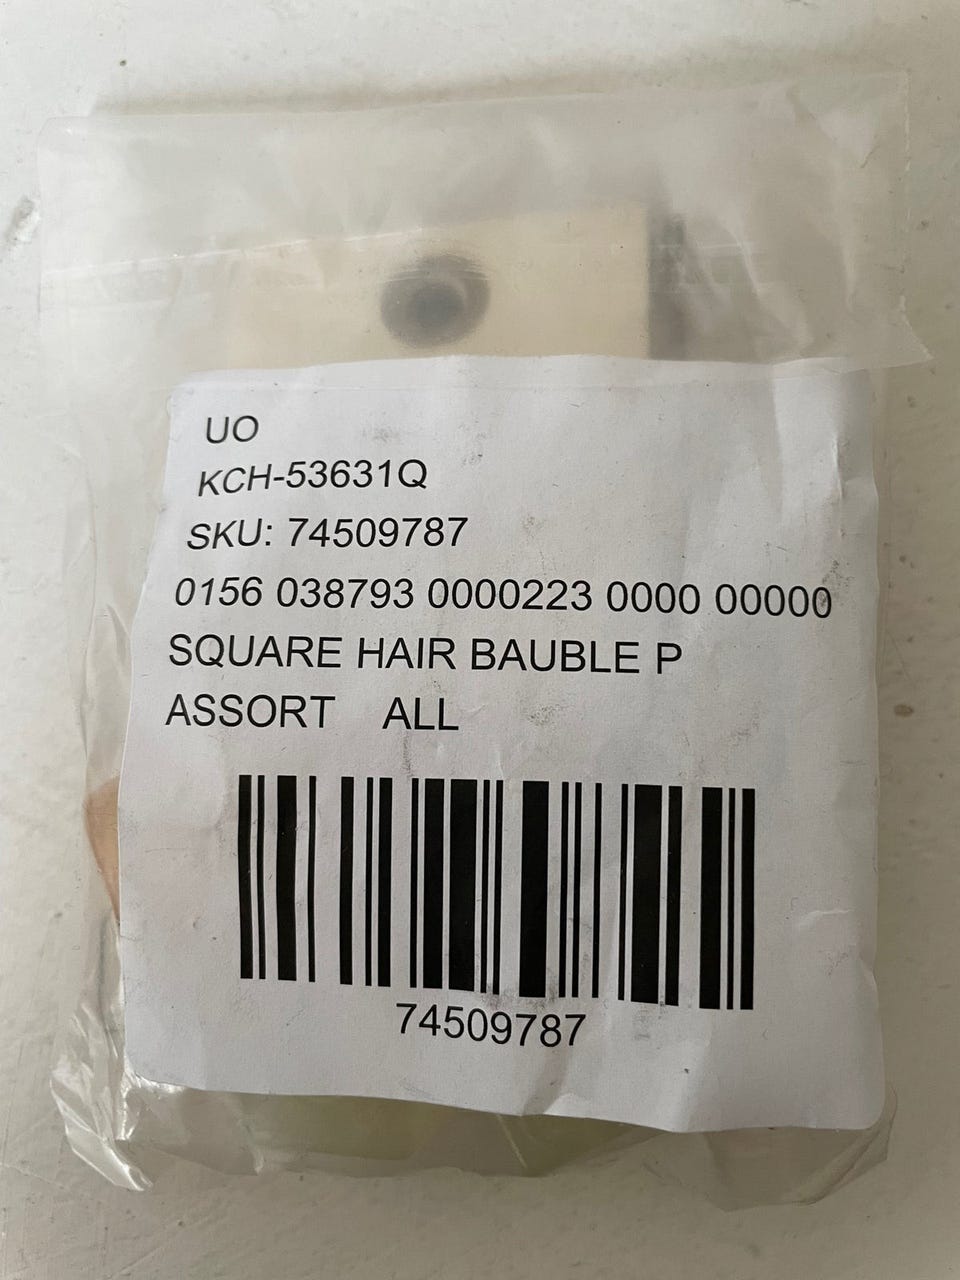 UO
KCH-53631Q
SKU: 74509787
0156 038793 0000223 0000 00000
SQUARE HAIR BAUBLE P
ASSORT ALL
74509787